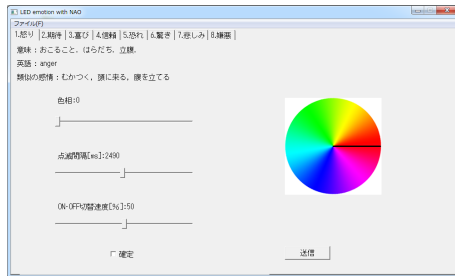 LED emotion with NAO
ファイル(F)
1.怒り 2.期待 3.喜び 4.信頼 5.恐れ 6.驚き 7.悲しみ 8.嫌悪
意味：おこること．はらだち．立腹．
英語：anger
類似の感情：むかつく，頭に来る，腹を立てる
色相:0
点滅間隔[ms]:2490
ON-OFF切替速度[%]:50
確定
送信